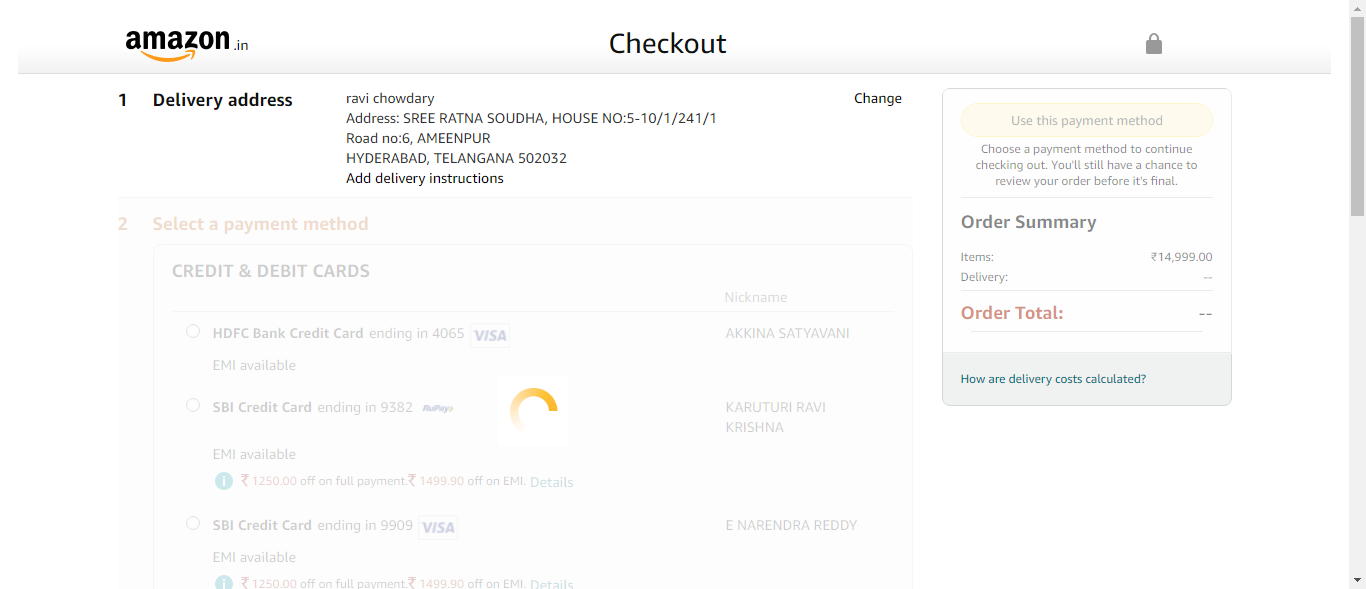 amazon.in
Checkout
1 Delivery address
ravi chowdary
Change
Address: SREE RATNA SOUDHA, HOUSE NO:5-10/1/241/1
Road no:6, AMEENPUR
HYDERABAD, TELANGANA 502032
Add delivery instructions
2 Select a payment method
CREDIT & DEBIT CARDS
Nickname
HDFC Bank Credit Card ending in 4065 VISA
AKKINA SATYAVANI
EMI available
SBI Credit Card ending in 9382 RuPay
KARUTURI RAVI
KRISHNA
EMI available
i ₹ 1250.00 off on full payment.₹ 1499.90 off on EMI. Details
SBI Credit Card ending in 9909 VISA
E NARENDRA REDDY
EMI available
i ₹ 1250.00 off on full payment.₹ 1499.90 off on EMI. Details
Use this payment method
Choose a payment method to continue
checking out. You'll still have a chance to
review your order before it's final.
Order Summary
Items: ₹14,999.00
Delivery: --
Order Total: --
How are delivery costs calculated?